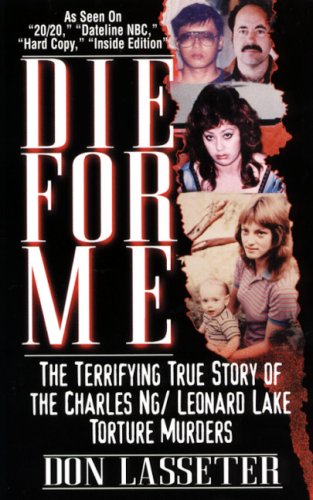 As Seen On
"20/20," "Dateline NBC,"
"Hard Copy," "Inside Edition"
DIE
FOR
ME
THE TERRIFYING TRUE STORY OF
THE CHARLES NG/ LEONARD LAKE
TORTURE MURDERS
DON LASSETER